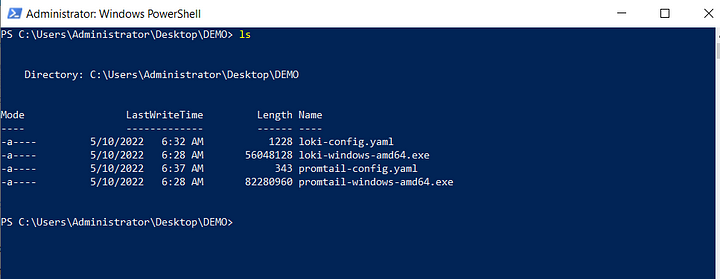 Administrator: Windows PowerShell
PS C:\Users\Administrator\Desktop\DEMO> ls
Directory: C:\Users\Administrator\Desktop\DEMO
Mode LastWriteTime Length Name
---- ------------- ------ ----
-a---- 5/10/2022 6:32 AM 1228 loki-config.yaml
-a---- 5/10/2022 6:28 AM 56048128 loki-windows-amd64.exe
-a---- 5/10/2022 6:37 AM 343 promtail-config.yaml
-a---- 5/10/2022 6:28 AM 82280960 promtail-windows-amd64.exe
PS C:\Users\Administrator\Desktop\DEMO>